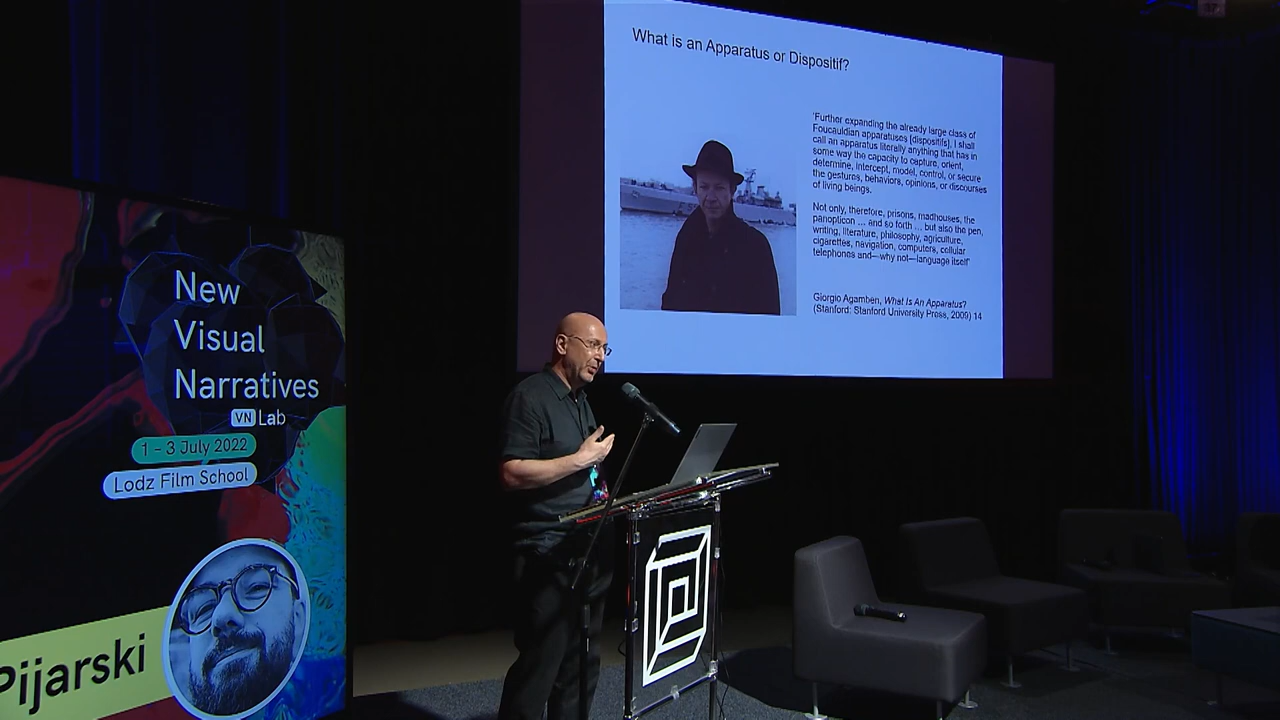 What is an Apparatus or Dispositif?
'Further expanding the already large class of
Foucauldian apparatuses [dispositifs], I shall
call an apparatus literally anything that has in
some way the capacity to capture, orient,
determine, intercept, model, control, or secure
the gestures, behaviors, opinions, or discourses
of living beings.
Not only, therefore, prisons, madhouses, the
panopticon ... and so forth ... but also the pen,
writing, literature, philosophy, agriculture,
cigarettes, navigation, computers, cellular
telephones and—why not—language itself'
Giorgio Agamben, What Is An Apparatus?
(Stanford: Stanford University Press, 2009) 14
New
Visual
Narratives
VN Lab
1 – 3 July 2022
Lodz Film School
Pijarski